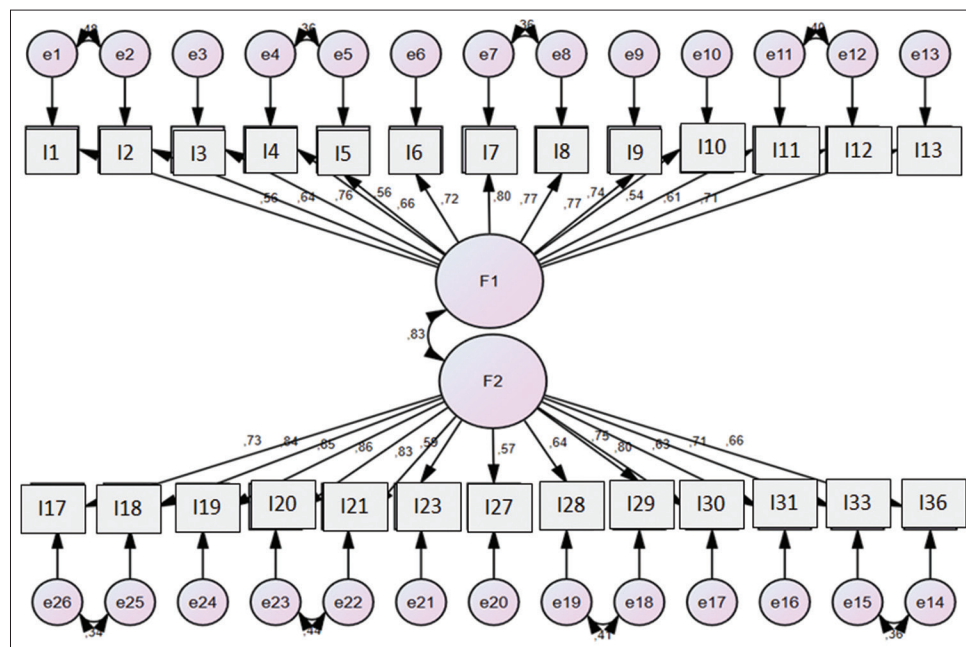 ,48 ,36 ,36 ,40
e1 e2 e3 e4 e5 e6 e7 e8 e9 e10 e11 e12 e13
I1 I2 I3 I4 I5 I6 I7 I8 I9 I10 I11 I12 I13
,56 ,64 ,76 ,56 ,66 ,72 ,80 ,77 ,77 ,74 ,54 ,61 ,71
F1
,83
F2
,73 ,84 ,85 ,86 ,83 ,59 ,57 ,64 ,75 ,80 ,63 ,71 ,66
I17 I18 I19 I20 I21 I23 I27 I28 I29 I30 I31 I33 I36
e26 e25 e24 e23 e22 e21 e20 e19 e18 e17 e16 e15 e14
,34 ,44 ,41 ,36